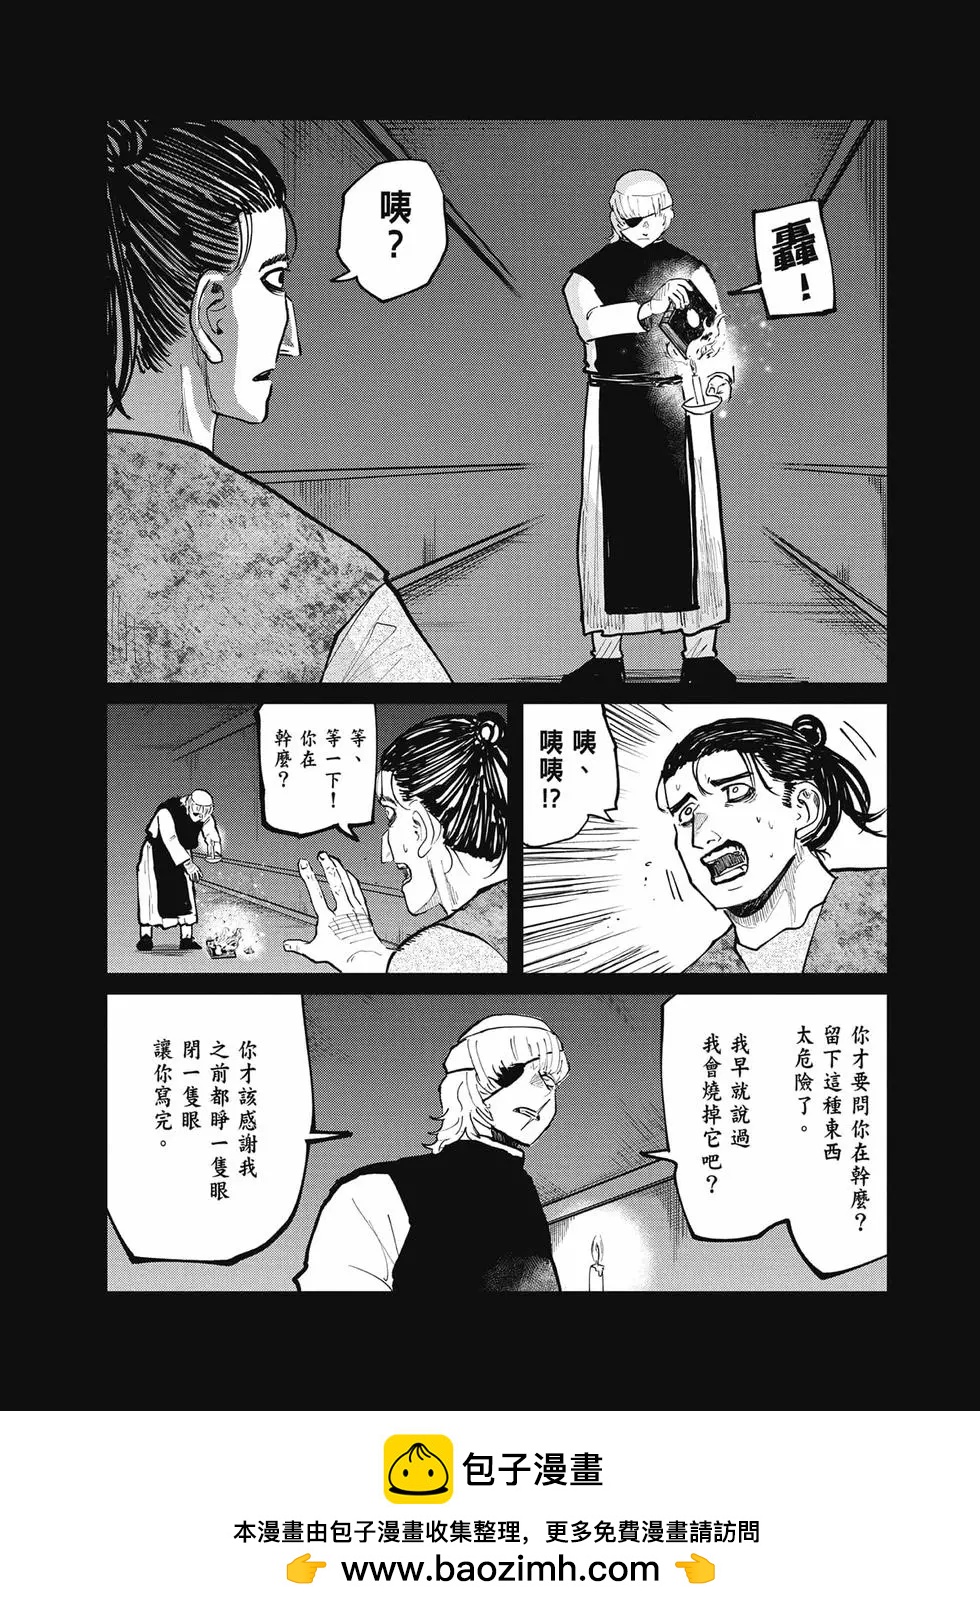 轟！
咦？
咦、
咦咦!?
等、
等一下！
你在
幹麼？
你才要問你在幹麼？
留下這種東西
太危險了。
我早就說過
我會燒掉它吧？
你才該感謝我
之前都睜一隻眼
閉一隻眼
讓你寫完。
包子漫畫
本漫畫由包子漫畫收集整理，更多免費漫畫請訪問
👉 www.baozimh.com 👈